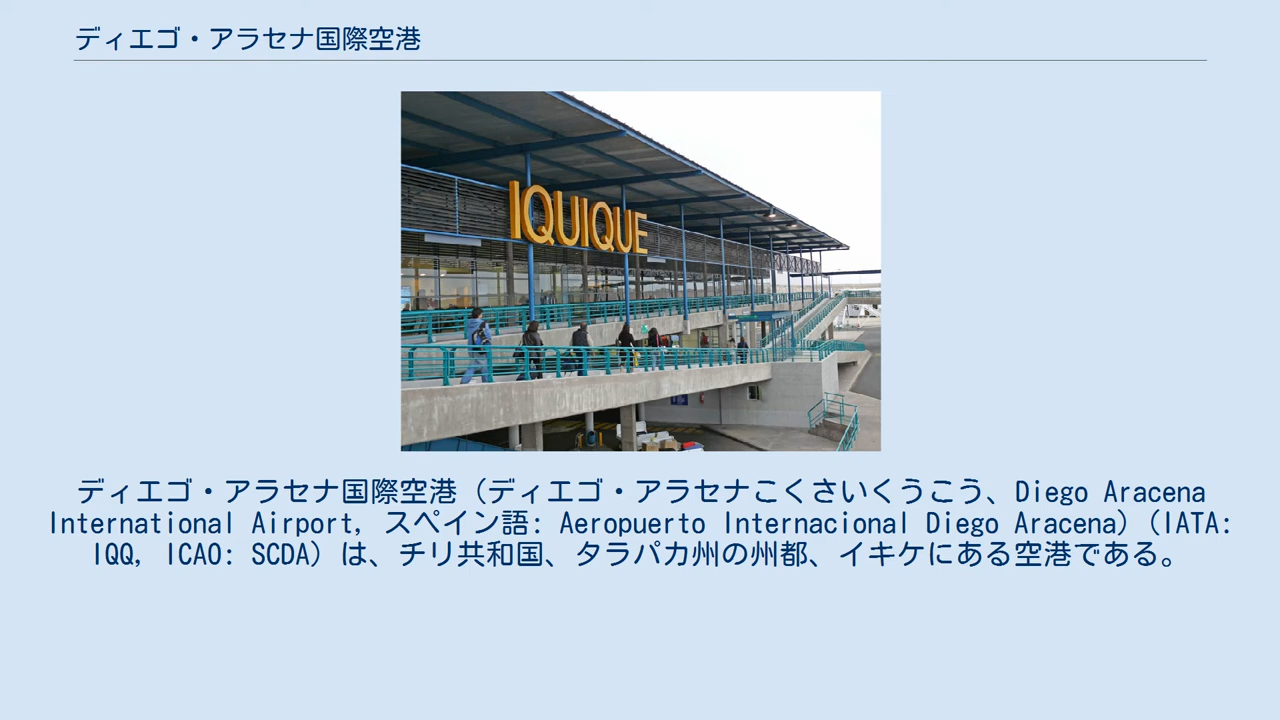 ディエゴ・アラセナ国際空港
IQUIQUE
ディエゴ・アラセナ国際空港（ディエゴ・アラセナこくさいくうこう、Diego Aracena
International Airport, スペイン語: Aeropuerto Internacional Diego Aracena）（IATA:
IQQ, ICAO: SCDA）は、チリ共和国、タラパカ州の州都、イキケにある空港である。